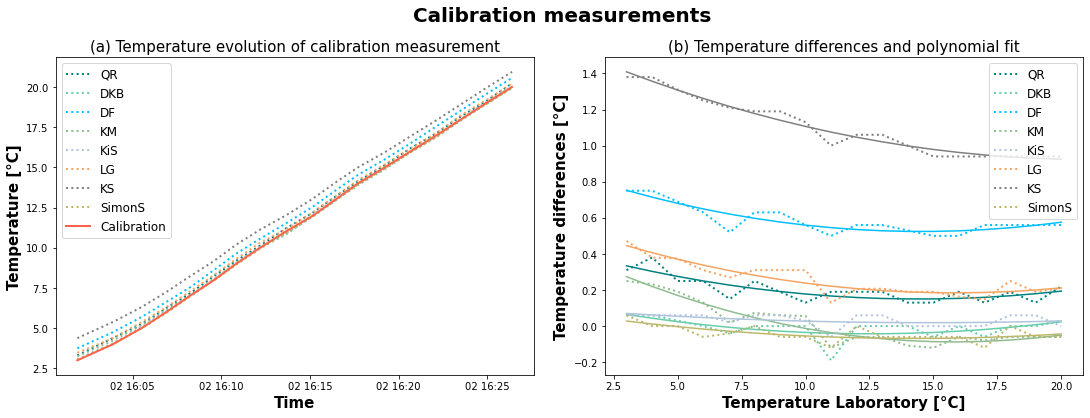 Calibration measurements
(a) Temperature evolution of calibration measurement
Temperature [°C]
20.0
17.5
15.0
12.5
10.0
7.5
5.0
2.5
QR
DKB
DF
KM
KiS
LG
KS
SimonS
Calibration
02 16:05
02 16:10
02 16:15
02 16:20
02 16:25
Time
(b) Temperature differences and polynomial fit
Temperature differences [°C]
1.4
1.2
1.0
0.8
0.6
0.4
0.2
0.0
−0.2
QR
DKB
DF
KM
KiS
LG
KS
SimonS
2.5
5.0
7.5
10.0
12.5
15.0
17.5
20.0
Temperature Laboratory [°C]